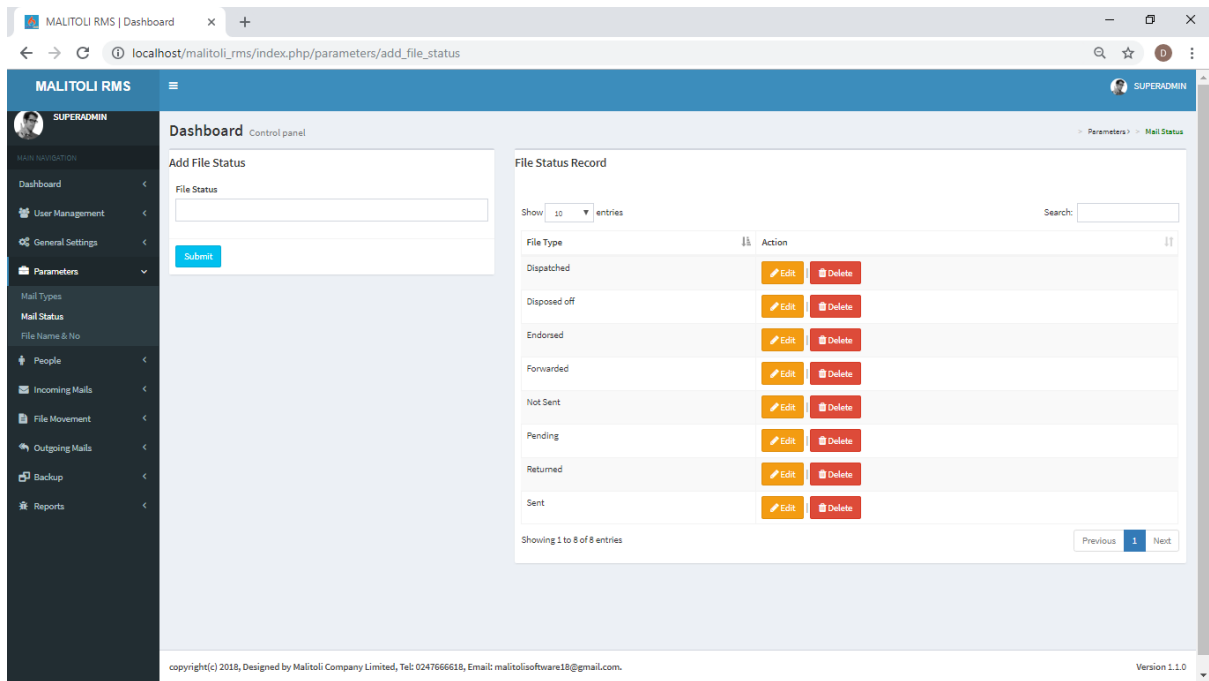 MALITOLI RMS | Dashboard
localhost/malitoli_rms/index.php/parameters/add_file_status
D
MALITOLI RMS
SUPERADMIN
SUPERADMIN
MAIN NAVIGATION
Dashboard
User Management
General Settings
Parameters
Mail Types
Mail Status
File Name & No
People
Incoming Mails
File Movement
Outgoing Mails
Backup
Reports
Dashboard Control panel
Parameters > Mail Status
Add File Status
File Status
Submit
File Status Record
Show 10 entries
Search:
File Type Action
Dispatched Edit | Delete
Disposed off Edit | Delete
Endorsed Edit | Delete
Forwarded Edit | Delete
Not Sent Edit | Delete
Pending Edit | Delete
Returned Edit | Delete
Sent Edit | Delete
Showing 1 to 8 of 8 entries
Previous 1 Next
copyright(c) 2018, Designed by Malitoli Company Limited, Tel: 0247666618, Email: malitolisoftware18@gmail.com.
Version 1.1.0